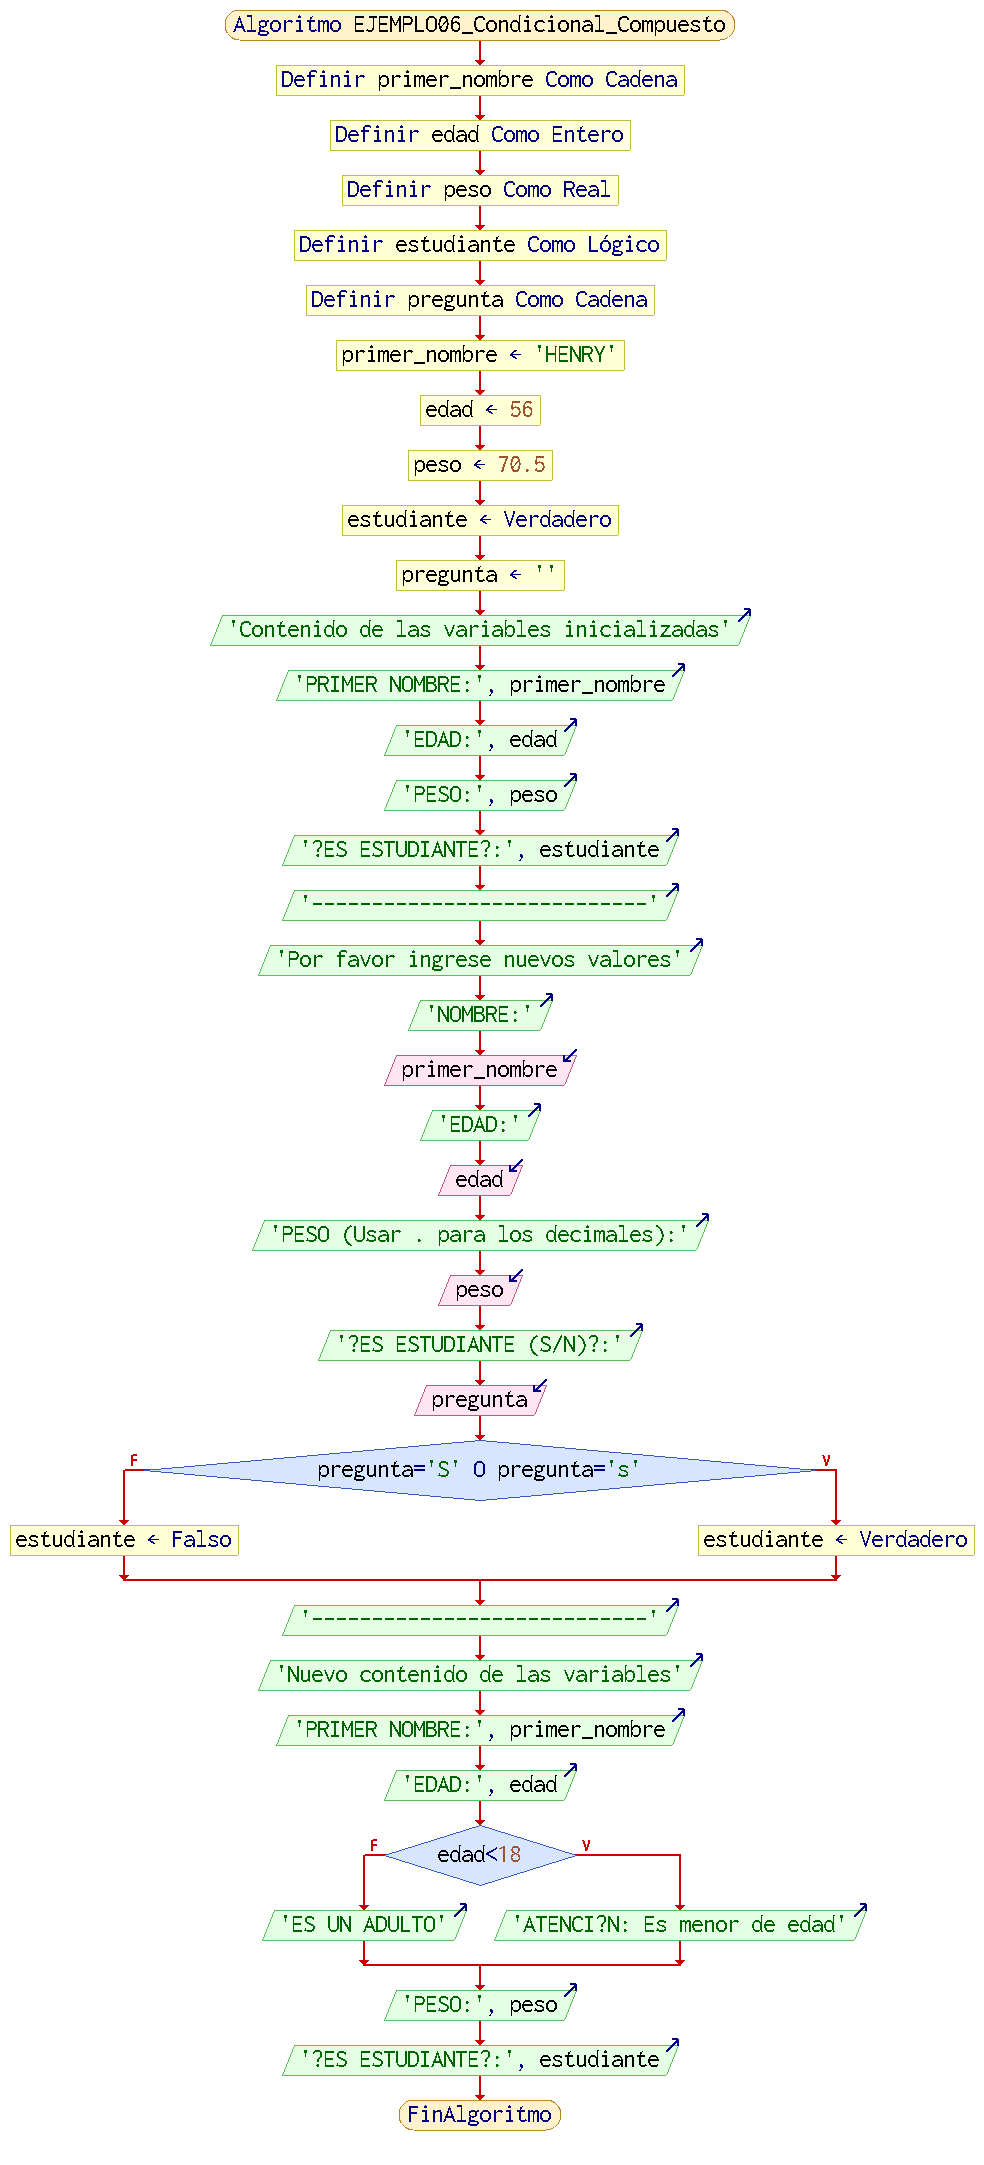 Algoritmo EJEMPLO06_Condicional_Compuesto
Definir primer_nombre Como Cadena
Definir edad Como Entero
Definir peso Como Real
Definir estudiante Como Lógico
Definir pregunta Como Cadena
primer_nombre ← 'HENRY'
edad ← 56
peso ← 70.5
estudiante ← Verdadero
pregunta ← ''
'Contenido de las variables inicializadas'
'PRIMER NOMBRE:', primer_nombre
'EDAD:', edad
'PESO:', peso
'?ES ESTUDIANTE?:', estudiante
'----------------------------'
'Por favor ingrese nuevos valores'
'NOMBRE:'
primer_nombre
'EDAD:'
edad
'PESO (Usar . para los decimales):'
peso
'?ES ESTUDIANTE (S/N)?:'
pregunta
F
pregunta='S' O pregunta='s'
V
estudiante ← Falso
estudiante ← Verdadero
'----------------------------'
'Nuevo contenido de las variables'
'PRIMER NOMBRE:', primer_nombre
'EDAD:', edad
F
edad<18
V
'ES UN ADULTO'
'ATENCI?N: Es menor de edad'
'PESO:', peso
'?ES ESTUDIANTE?:', estudiante
FinAlgoritmo